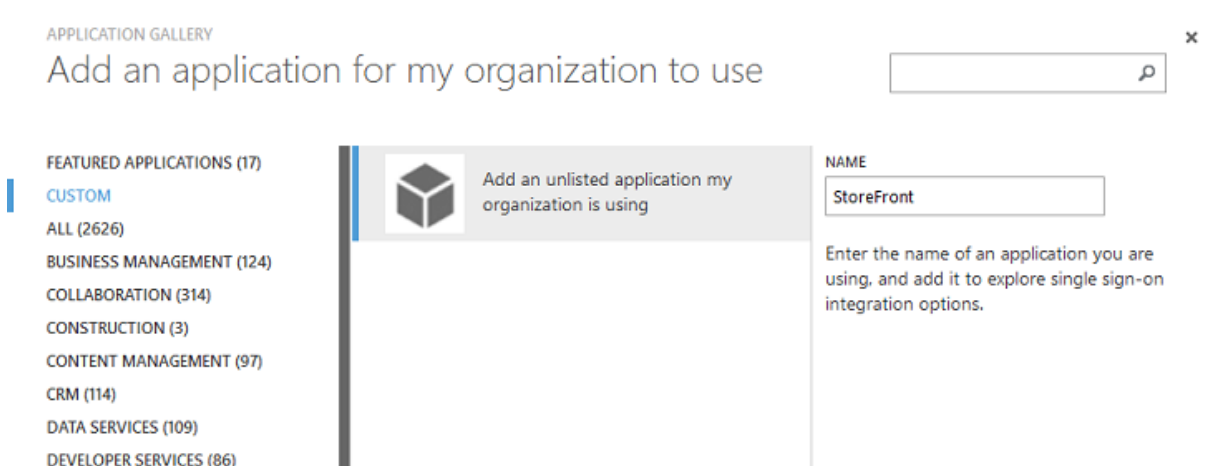 APPLICATION GALLERY
Add an application for my organization to use
FEATURED APPLICATIONS (17)
CUSTOM
ALL (2626)
BUSINESS MANAGEMENT (124)
COLLABORATION (314)
CONSTRUCTION (3)
CONTENT MANAGEMENT (97)
CRM (114)
DATA SERVICES (109)
DEVELOPER SERVICES (86)
Add an unlisted application my
organization is using
NAME
StoreFront
Enter the name of an application you are
using, and add it to explore single sign-on
integration options.